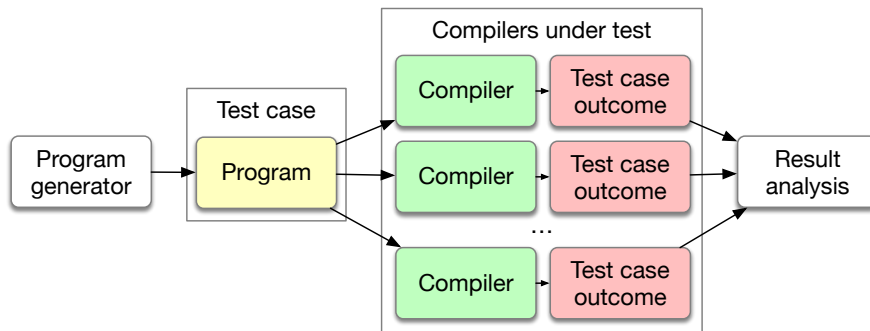 Compilers under test
Test case
Program
generator
Program
Compiler
Test case
outcome
Compiler
Test case
outcome
...
Compiler
Test case
outcome
Result
analysis